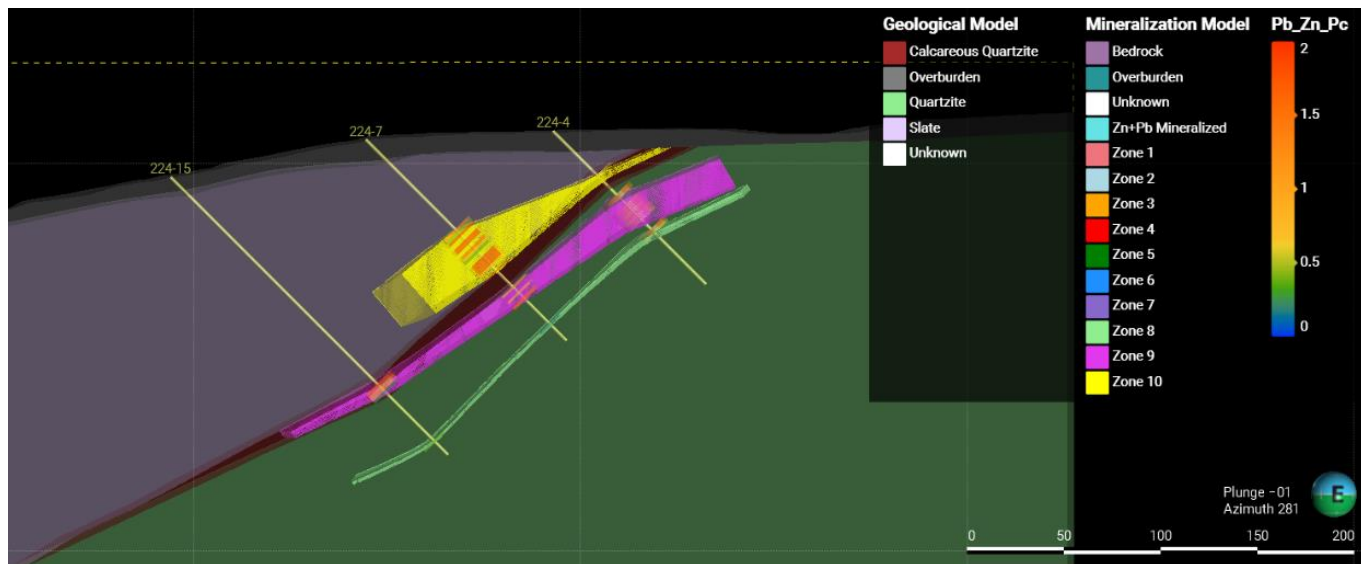 Geological Model
Calcareous Quartzite
Overburden
Quartzite
Slate
Unknown
Mineralization Model
Bedrock
Overburden
Unknown
Zn+Pb Mineralized
Zone 1
Zone 2
Zone 3
Zone 4
Zone 5
Zone 6
Zone 7
Zone 8
Zone 9
Zone 10
Pb_Zn_Pc
2
1.5
1
0.5
0
224-4
224-7
224-15
Plunge −01
Azimuth 281
E
0 50 100 150 200